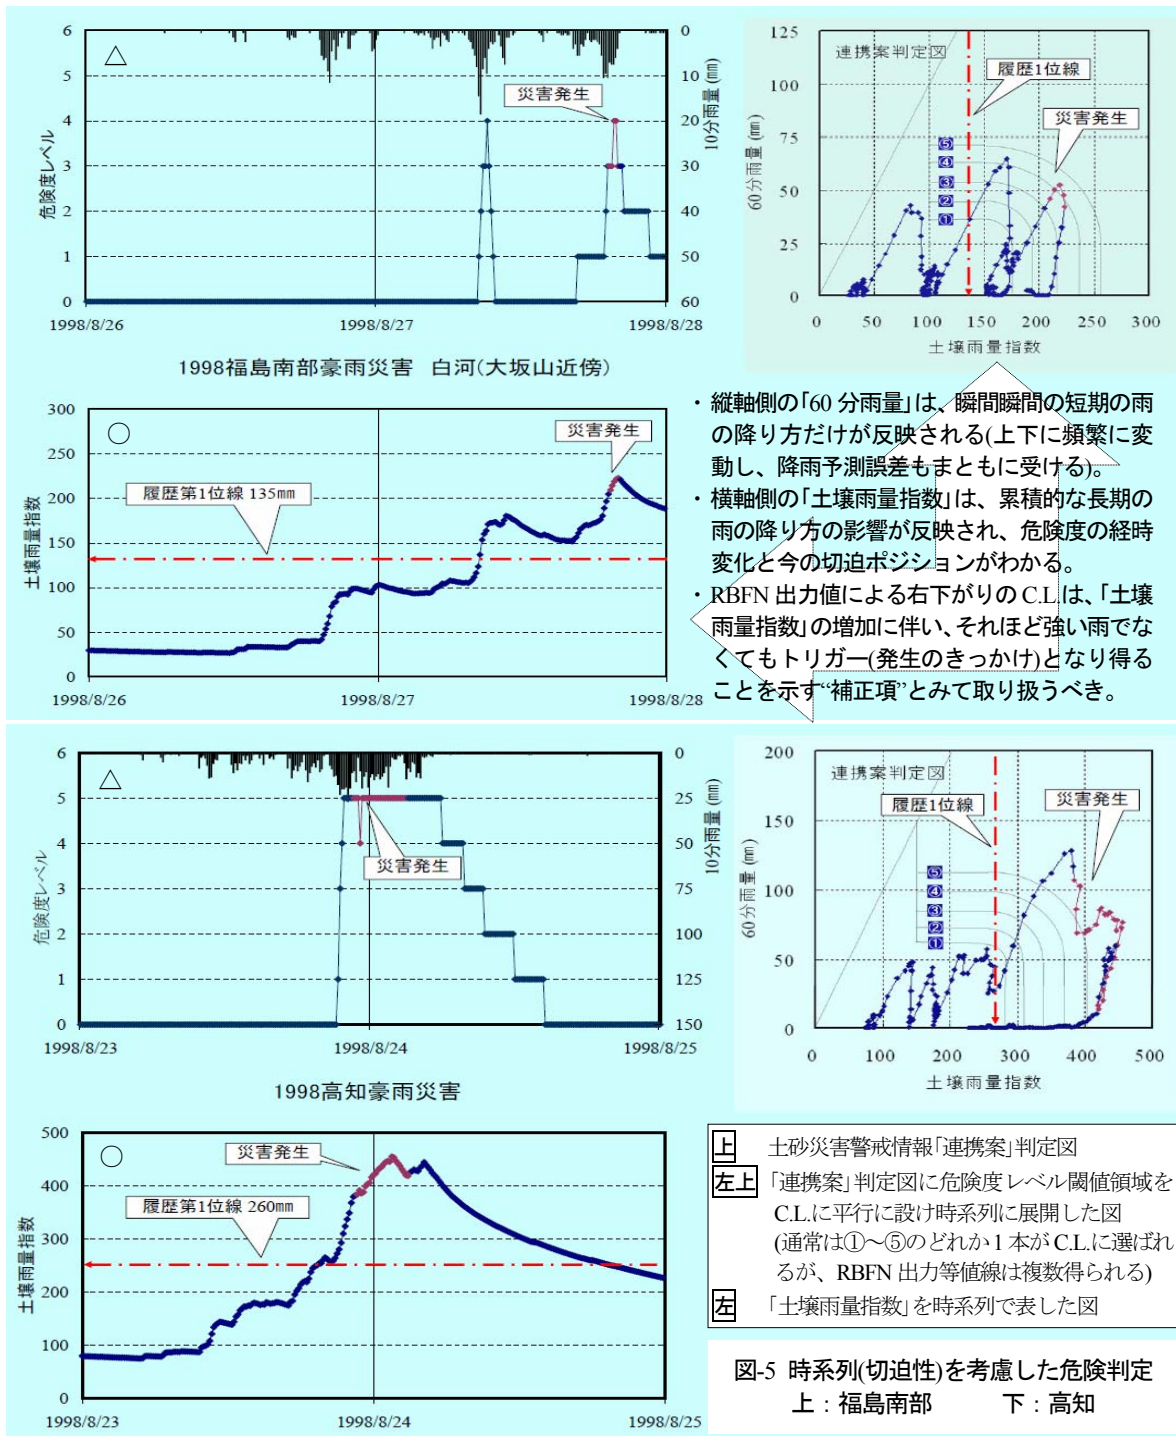 △
危険度レベル
6
5
4
3
2
1
0
0
10
20
30
40
50
60
10分雨量(㎜)
災害発生
1998/8/26
1998/8/27
1998/8/28
1998福島南部豪雨災害 白河(大坂山近傍)
連携案判定図
履歴1位線
災害発生
⑤
④
③
②
①
60分雨量(㎜)
125
100
75
50
25
0
0
50
100
150
200
250
300
土壌雨量指数
○
土壌雨量指数
300
250
200
150
100
50
0
履歴第1位線 135㎜
災害発生
1998/8/26
1998/8/27
1998/8/28
・縦軸側の「60 分雨量」は、瞬間瞬間の短期の雨
の降り方だけが反映される(上下に頻繁に変
動し、降雨予測誤差もまともに受ける)。
・横軸側の「土壌雨量指数」は、累積的な長期の
雨の降り方の影響が反映され、危険度の経時
変化と今の切迫ポジションがわかる。
・RBFN 出力値による右下がりの C.L.は、「土壌
雨量指数」の増加に伴い、それほど強い雨でな
くてもトリガー(発生のきっかけ)となり得る
ことを示す“補正項”とみて取り扱うべき。
△
危険度レベル
6
5
4
3
2
1
0
0
25
50
75
100
125
150
10分雨量(㎜)
災害発生
1998/8/23
1998/8/24
1998/8/25
1998高知豪雨災害
連携案判定図
履歴1位線
災害発生
⑤
④
③
②
①
60分雨量(㎜)
200
150
100
50
0
0
100
200
300
400
500
土壌雨量指数
○
土壌雨量指数
500
400
300
200
100
0
災害発生
履歴第1位線 260㎜
1998/8/23
1998/8/24
1998/8/25
上 土砂災害警戒情報「連携案」判定図
左上 「連携案」判定図に危険度レベル閾値領域を
C.L.に平行に設け時系列に展開した図
(通常は①～⑤のどれか 1 本が C.L.に選ばれ
るが、RBFN 出力等値線は複数得られる)
左 「土壌雨量指数」を時系列で表した図
図-5 時系列(切迫性)を考慮した危険判定
上：福島南部 下：高知